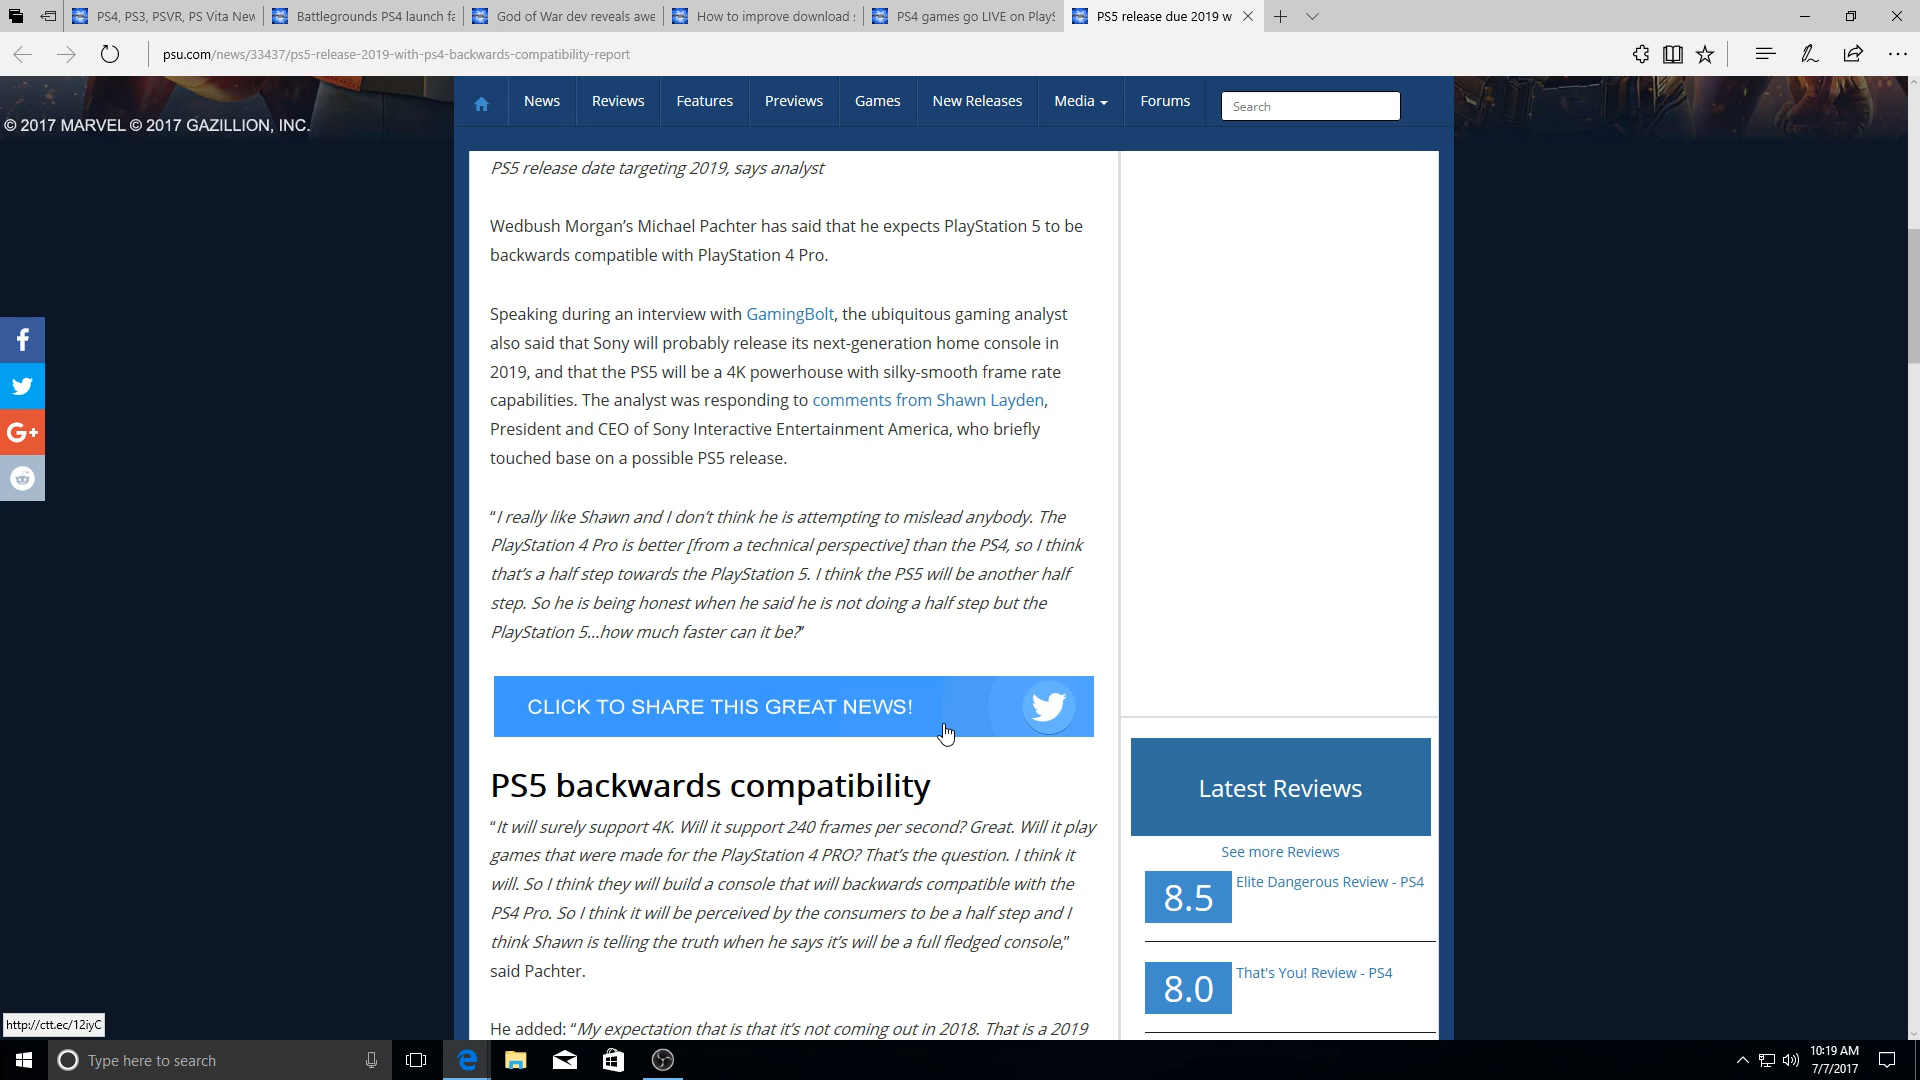 PS4, PS3, PSVR, PS Vita New
Battlegrounds PS4 launch fa
God of War dev reveals awe
How to improve download s
PS4 games go LIVE on PlayS
PS5 release due 2019 w
psu.com/news/33437/ps5-release-2019-with-ps4-backwards-compatibility-report
News
Reviews
Features
Previews
Games
New Releases
Media
Forums
Search
© 2017 MARVEL © 2017 GAZILLION, INC.
PS5 release date targeting 2019, says analyst
Wedbush Morgan’s Michael Pachter has said that he expects PlayStation 5 to be
backwards compatible with PlayStation 4 Pro.
Speaking during an interview with GamingBolt, the ubiquitous gaming analyst
also said that Sony will probably release its next-generation home console in
2019, and that the PS5 will be a 4K powerhouse with silky-smooth frame rate
capabilities. The analyst was responding to comments from Shawn Layden,
President and CEO of Sony Interactive Entertainment America, who briefly
touched base on a possible PS5 release.
“I really like Shawn and I don’t think he is attempting to mislead anybody. The
PlayStation 4 Pro is better [from a technical perspective] than the PS4, so I think
that’s a half step towards the PlayStation 5. I think the PS5 will be another half
step. So he is being honest when he said he is not doing a half step but the
PlayStation 5…how much faster can it be?”
CLICK TO SHARE THIS GREAT NEWS!
PS5 backwards compatibility
“It will surely support 4K. Will it support 240 frames per second? Great. Will it play
games that were made for the PlayStation 4 PRO? That’s the question. I think it
will. So I think they will build a console that will backwards compatible with the
PS4 Pro. So I think it will be perceived by the consumers to be a half step and I
think Shawn is telling the truth when he says it’s will be a full fledged console,”
said Pachter.
He added: “My expectation that is that it’s not coming out in 2018. That is a 2019
Latest Reviews
See more Reviews
8.5
Elite Dangerous Review - PS4
8.0
That's You! Review - PS4
http://ctt.ec/12iyC
Type here to search
10:19 AM
7/7/2017